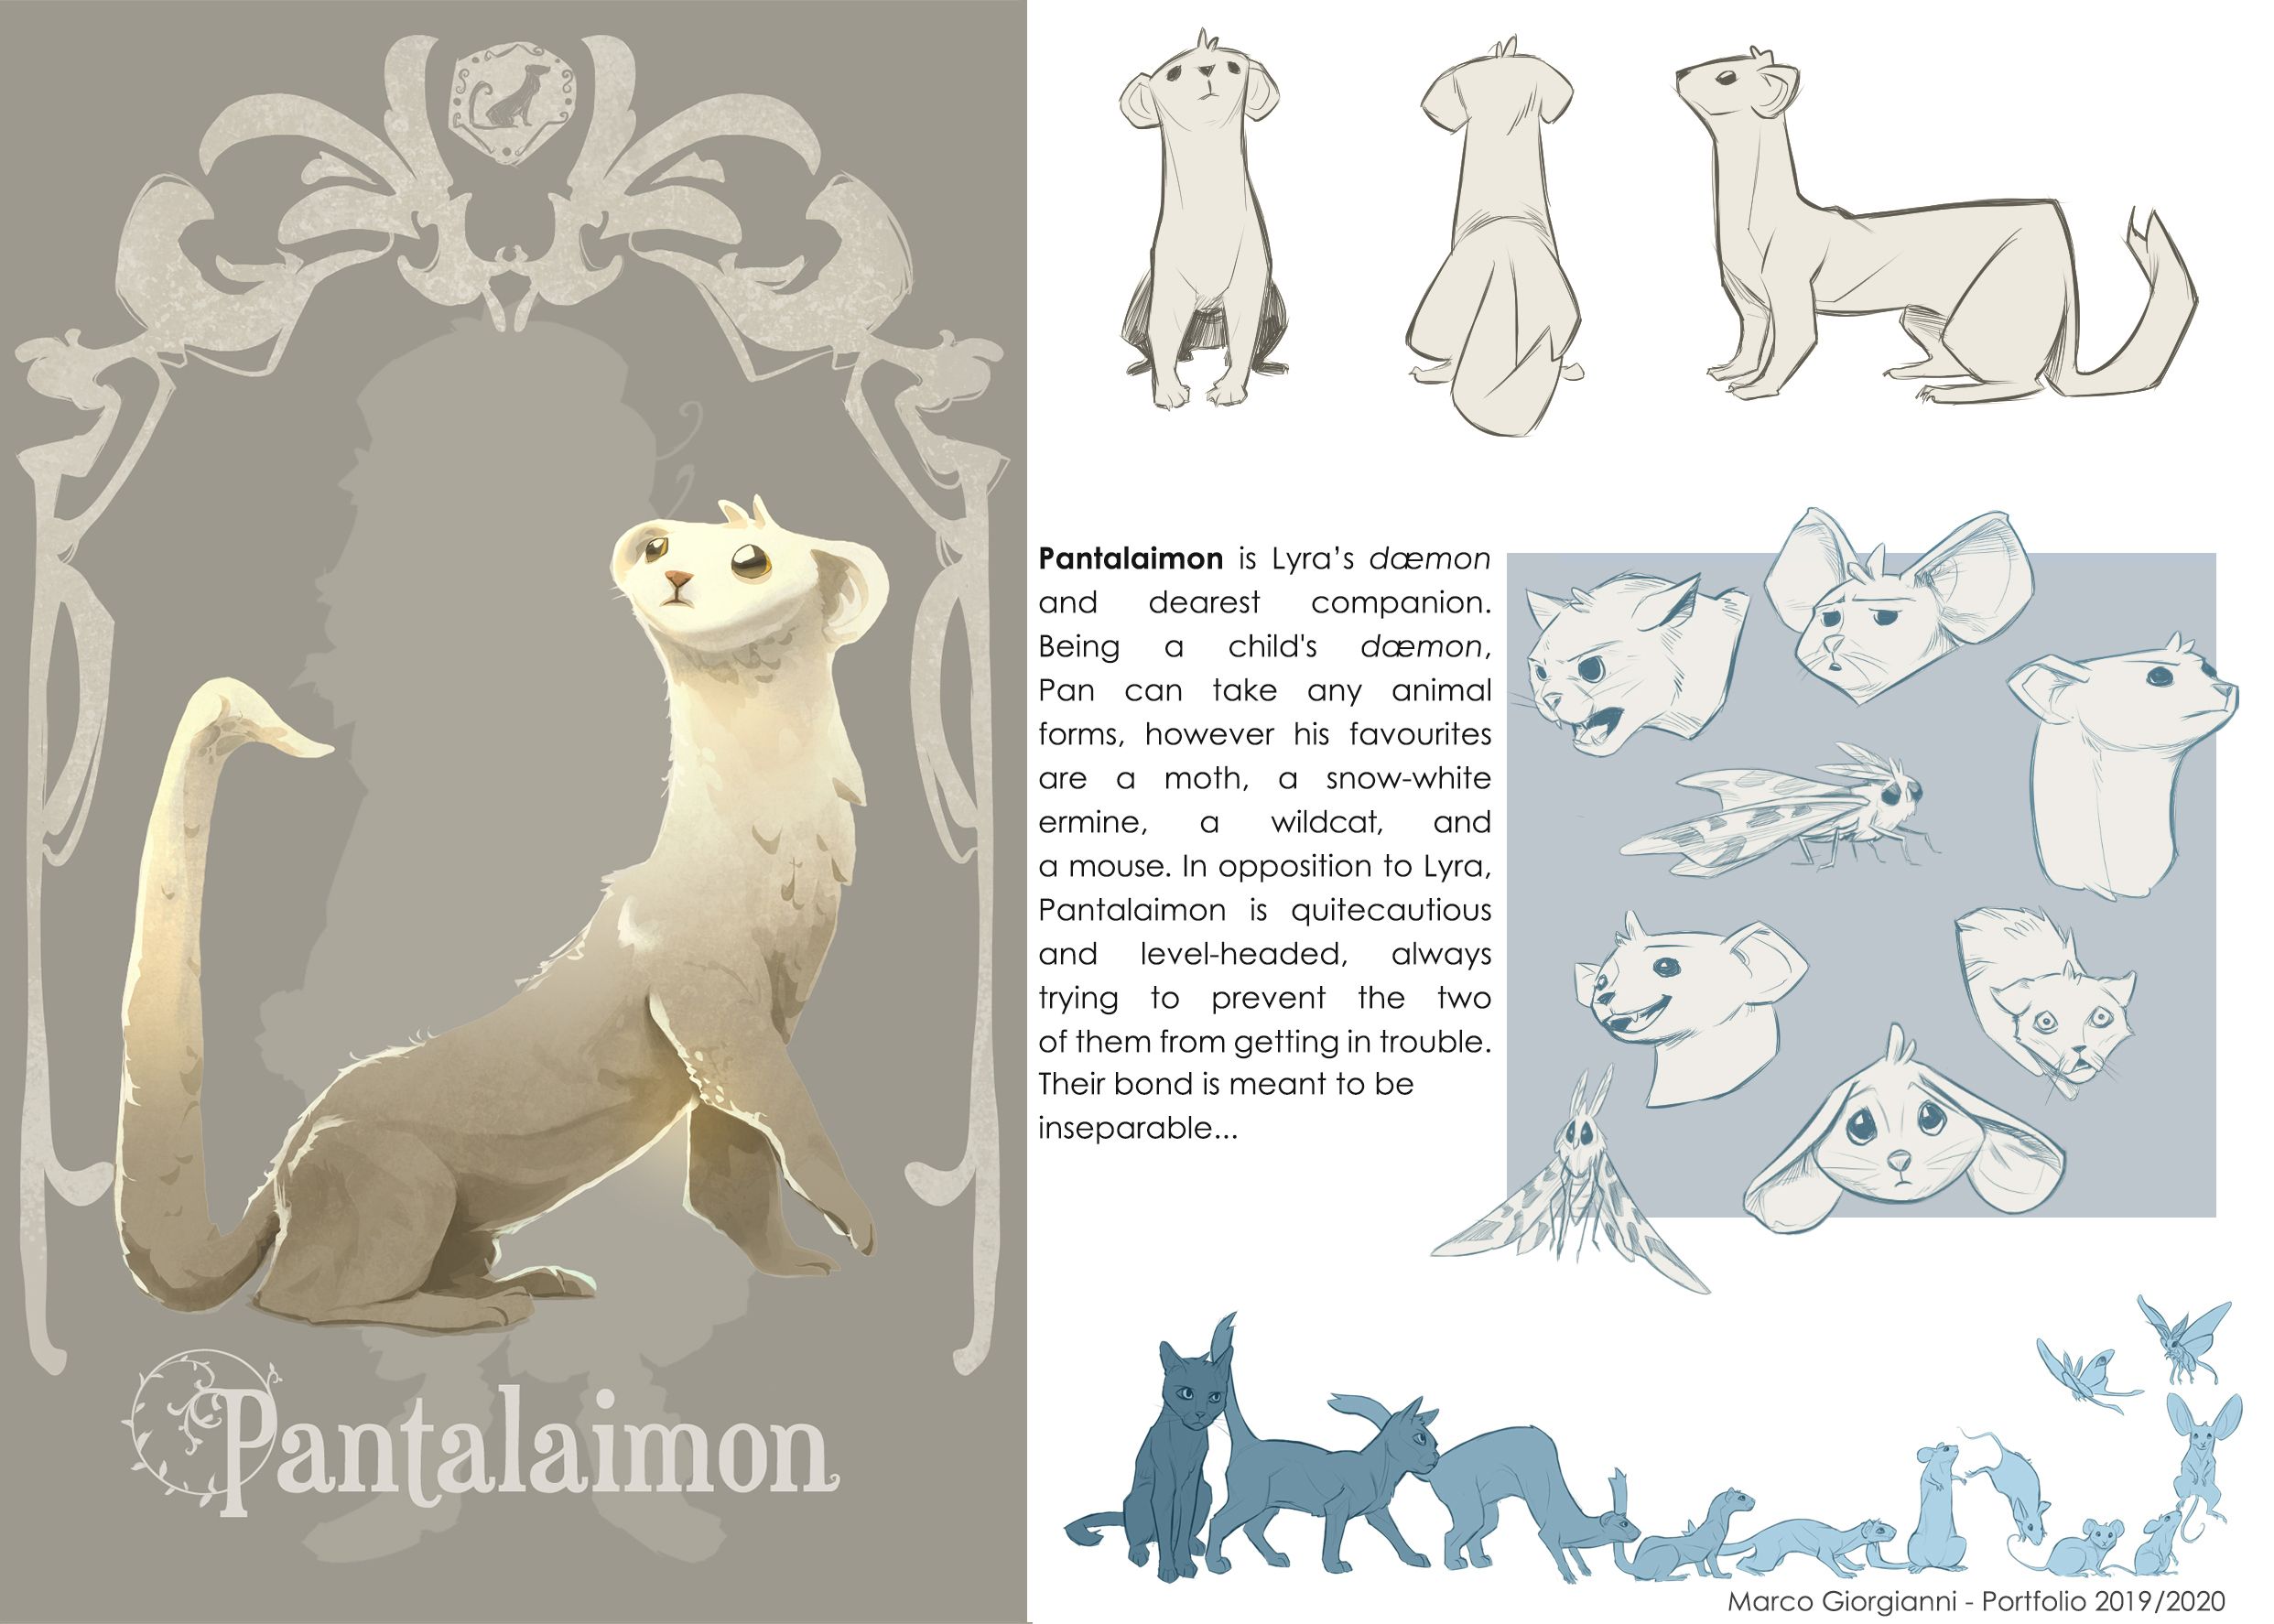 Pantalaimon
Pantalaimon is Lyra’s dæmon
and dearest companion.
Being a child's dæmon,
Pan can take any animal
forms, however his favourites
are a moth, a snow-white
ermine, a wildcat, and
a mouse. In opposition to Lyra,
Pantalaimon is quitecautious
and level-headed, always
trying to prevent the two
of them from getting in trouble.
Their bond is meant to be
inseparable...
Marco Giorgianni - Portfolio 2019/2020